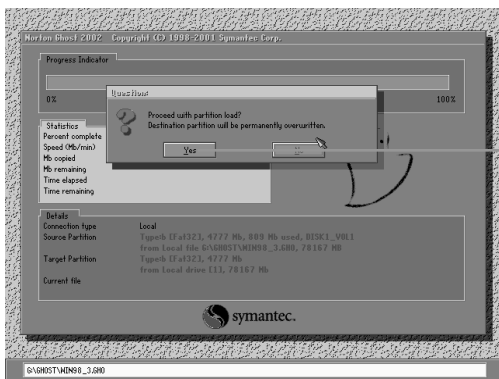 Norton Ghost 2002 Copyright (C) 1998-2001 Symantec Corp.
Progress Indicator
0% 100%
Question:
Proceed with partition load?
Destination partition will be permanently overwritten.
Yes
Statistics
Percent complete
Speed (Mb/min)
Mb copied
Mb remaining
Time elapsed
Time remaining
Details
Connection type Local
Source Partition Type:b [Fat32], 4777 Mb, 809 Mb used, DISK1_VOL1
from Local file G:\GHOST\WIN98_3.GHO, 78167 MB
Target Partition Type:b [Fat32], 4777 Mb
from Local drive [1], 78167 Mb
Current file
symantec.
G:\GHOST\WIN98_3.GHO